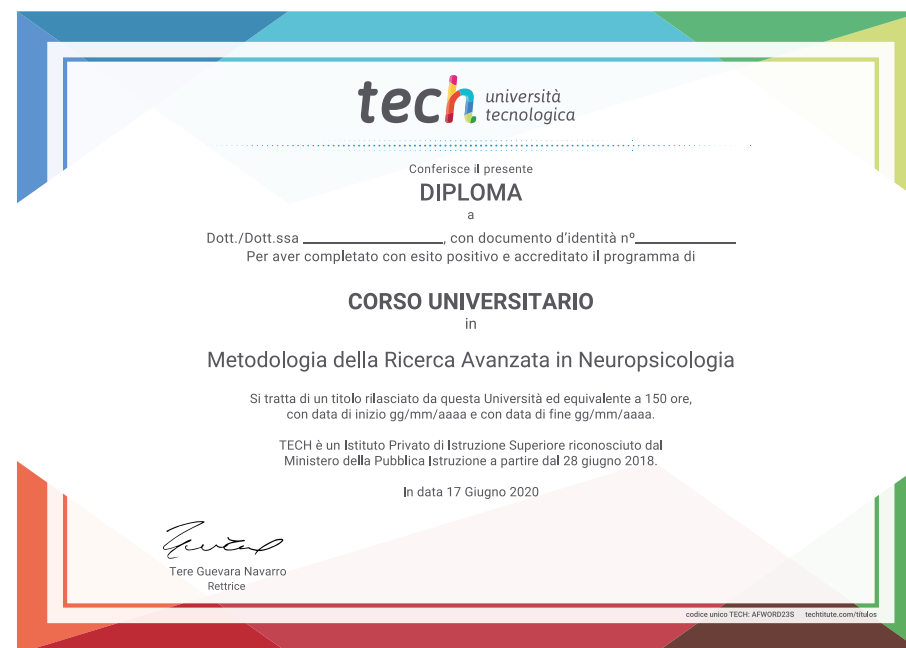 tech università
tecnologica
Conferisce il presente
DIPLOMA
a
Dott./Dott.ssa ____________________, con documento d'identità nº______________
Per aver completato con esito positivo e accreditato il programma di
CORSO UNIVERSITARIO
in
Metodologia della Ricerca Avanzata in Neuropsicologia
Si tratta di un titolo rilasciato da questa Università ed equivalente a 150 ore,
con data di inizio gg/mm/aaaa e con data di fine gg/mm/aaaa.
TECH è un Istituto Privato di Istruzione Superiore riconosciuto dal
Ministero della Pubblica Istruzione a partire dal 28 giugno 2018.
In data 17 Giugno 2020
Tere Guevara Navarro
Rettrice
codice unico TECH: AFWORD23S techtitute.com/titulos